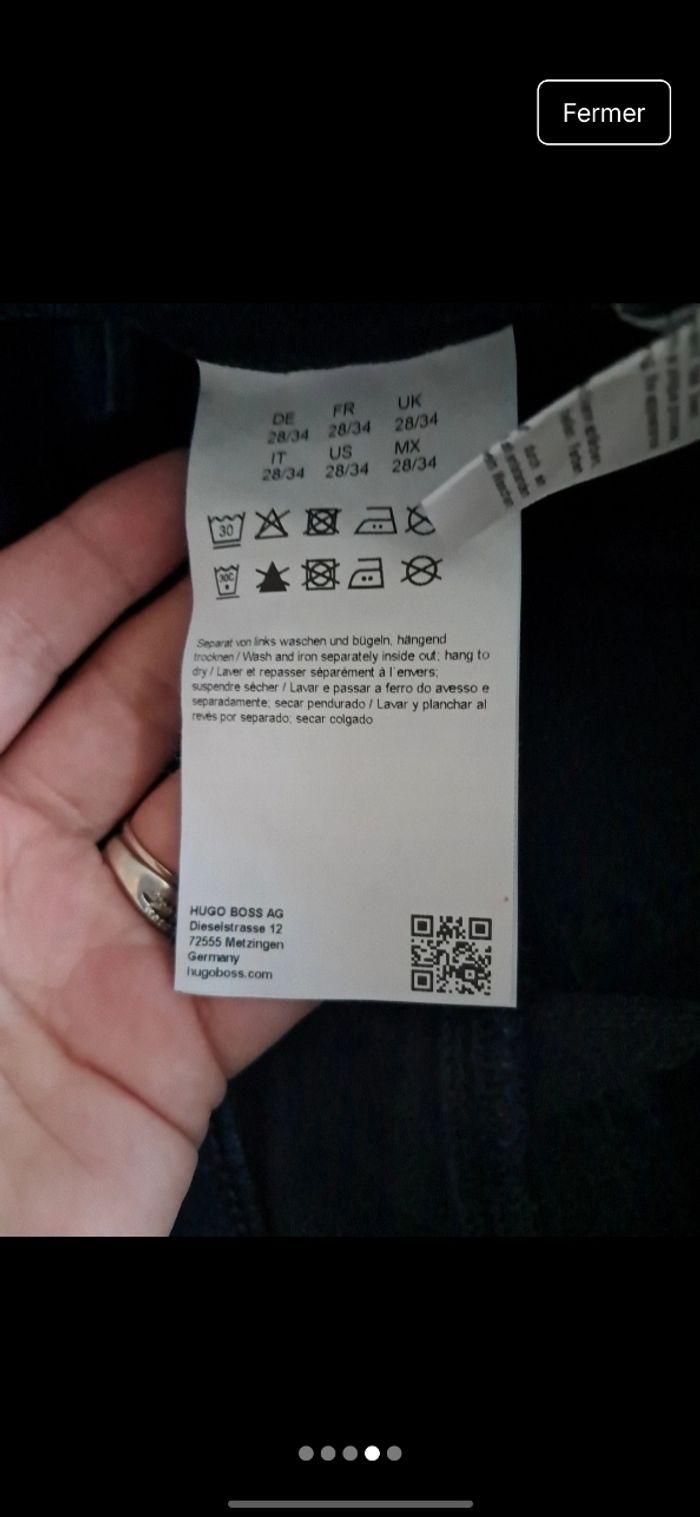 Fermer
DE FR UK
28/34 28/34 28/34
IT US MX
28/34 28/34 28/34
30
30C
Separat von links waschen und bügeln, hängend
trocknen / Wash and iron separately inside out; hang to
dry / Laver et repasser séparément à l'envers;
suspendre sécher / Lavar e passar a ferro do avesso e
separadamente; secar pendurado / Lavar y planchar al
revés por separado; secar colgado
HUGO BOSS AG
Dieselstrasse 12
72555 Metzingen
Germany
hugoboss.com